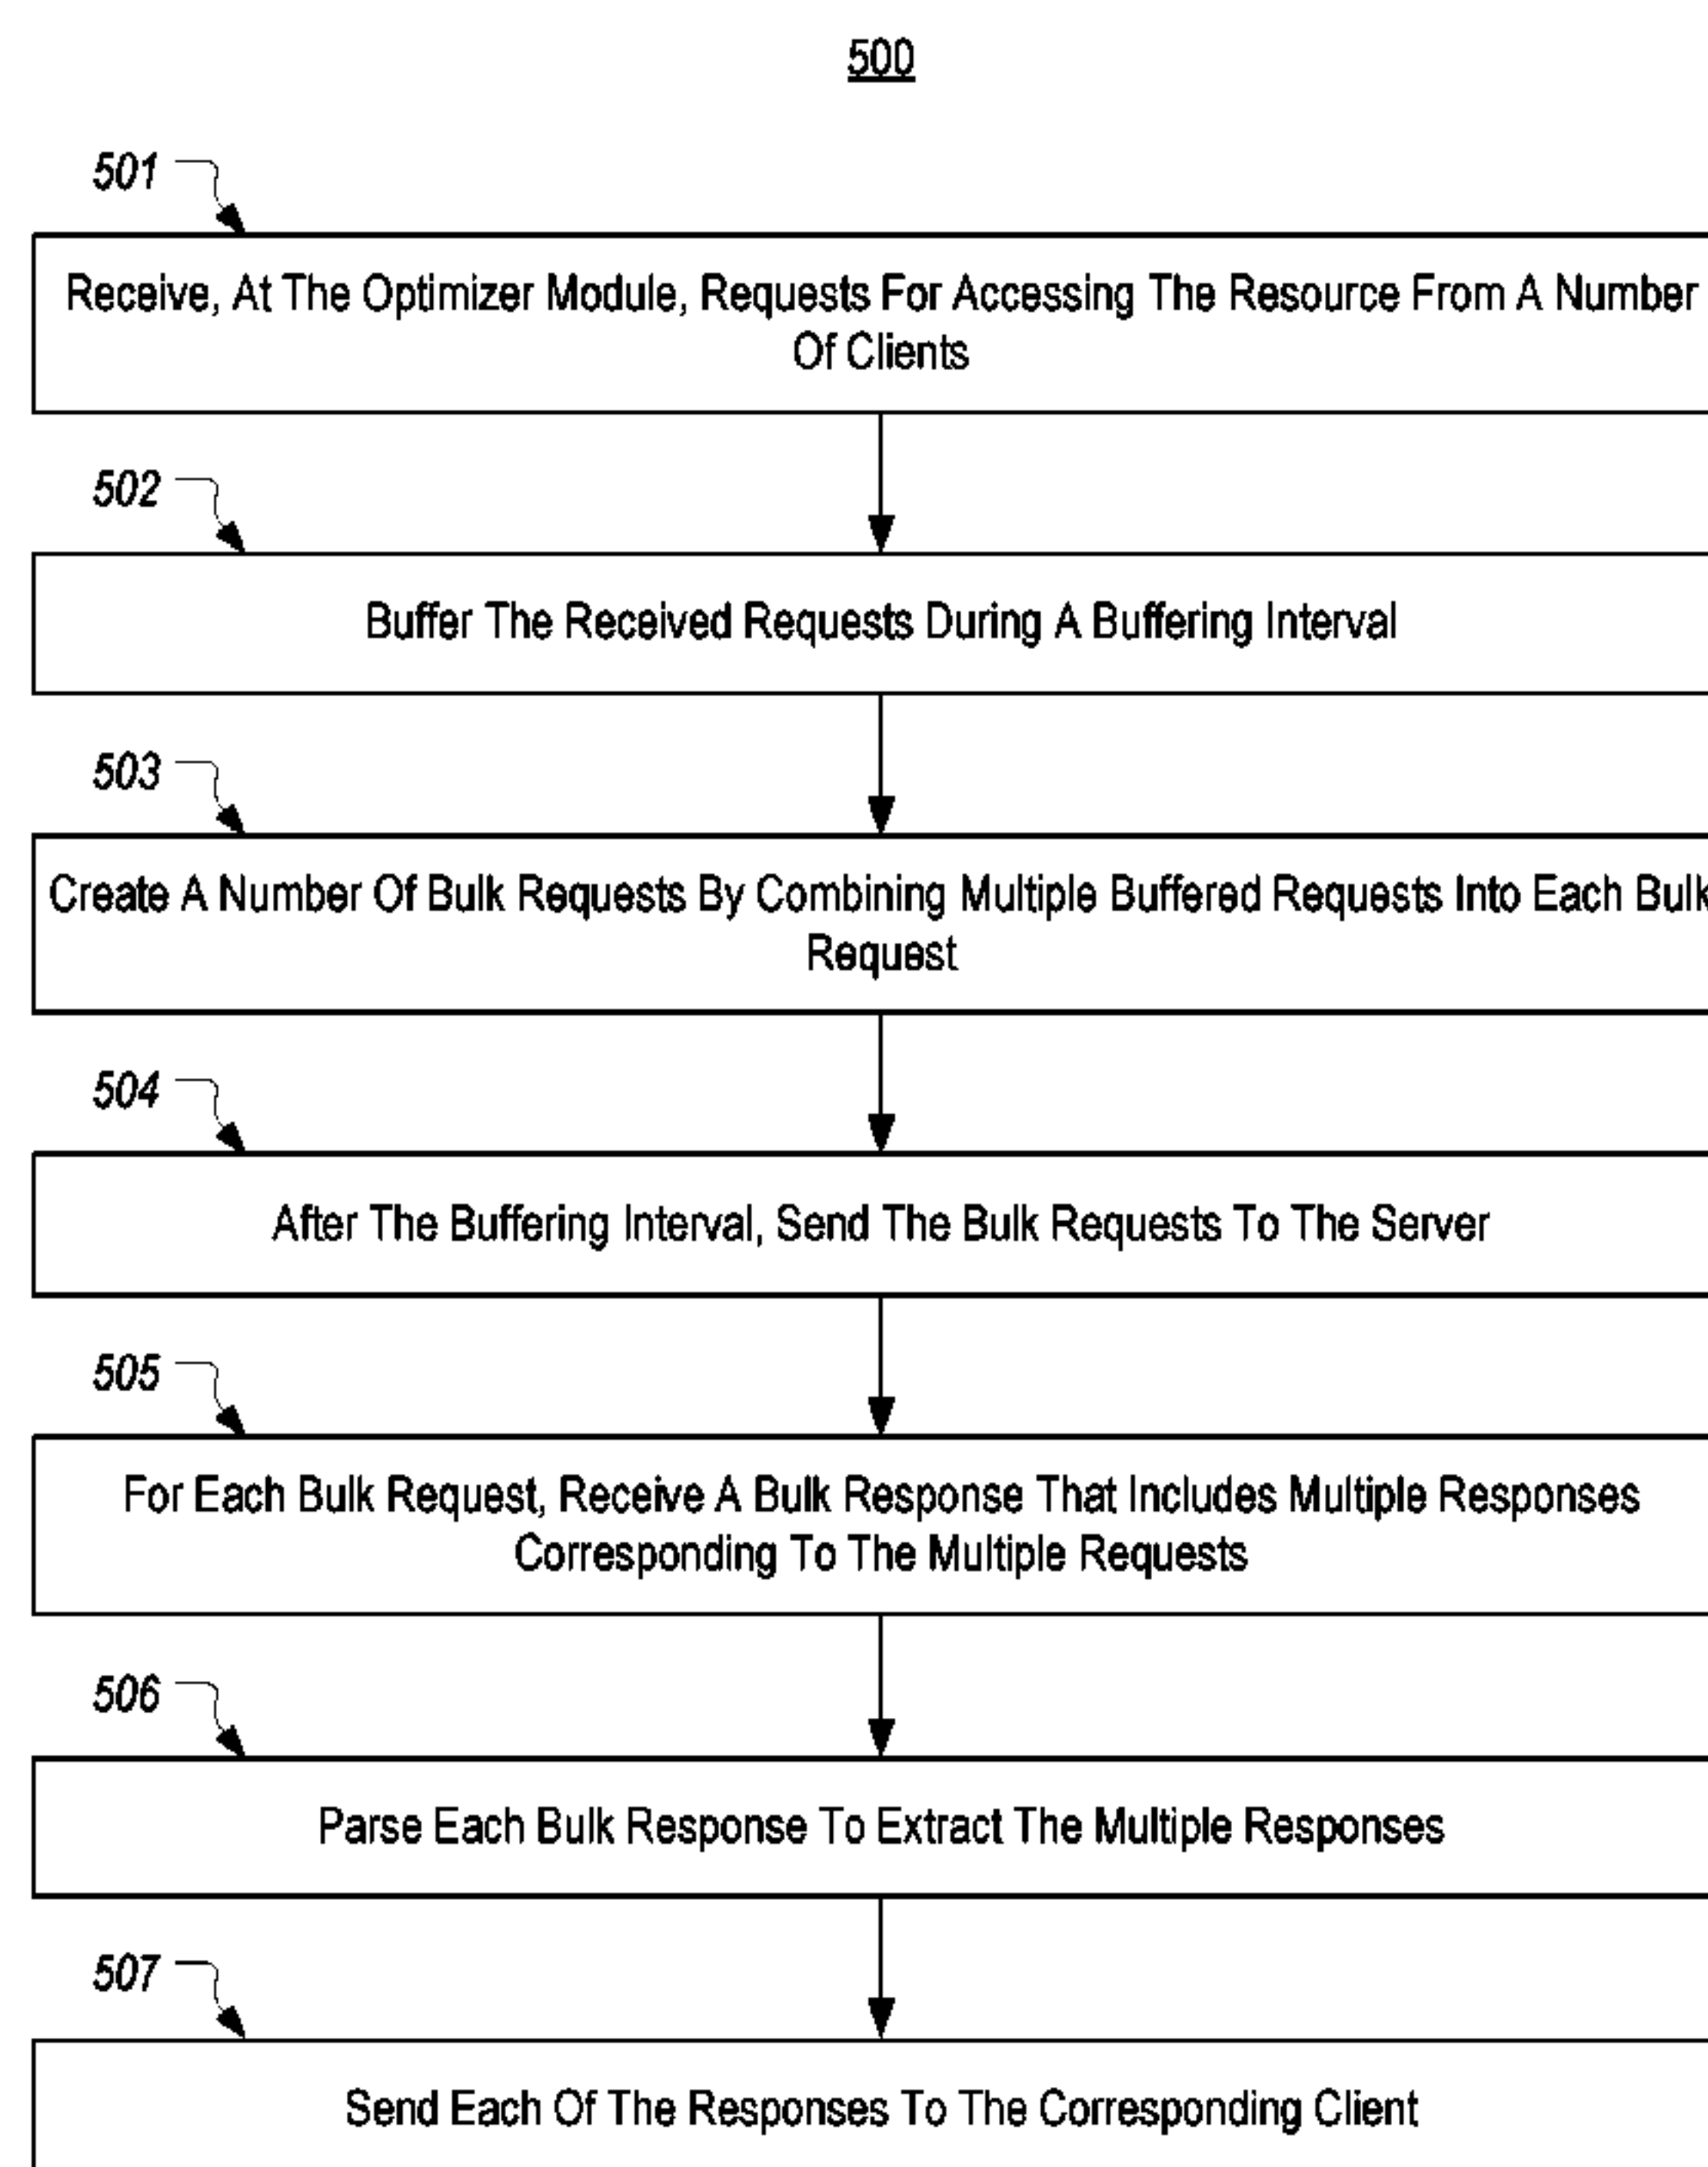 500
501
Receive, At The Optimizer Module, Requests For Accessing The Resource From A Number
Of Clients
502
Buffer The Received Requests During A Buffering Interval
503
Create A Number Of Bulk Requests By Combining Multiple Buffered Requests Into Each Bulk
Request
504
After The Buffering Interval, Send The Bulk Requests To The Server
505
For Each Bulk Request, Receive A Bulk Response That Includes Multiple Responses
Corresponding To The Multiple Requests
506
Parse Each Bulk Response To Extract The Multiple Responses
507
Send Each Of The Responses To The Corresponding Client